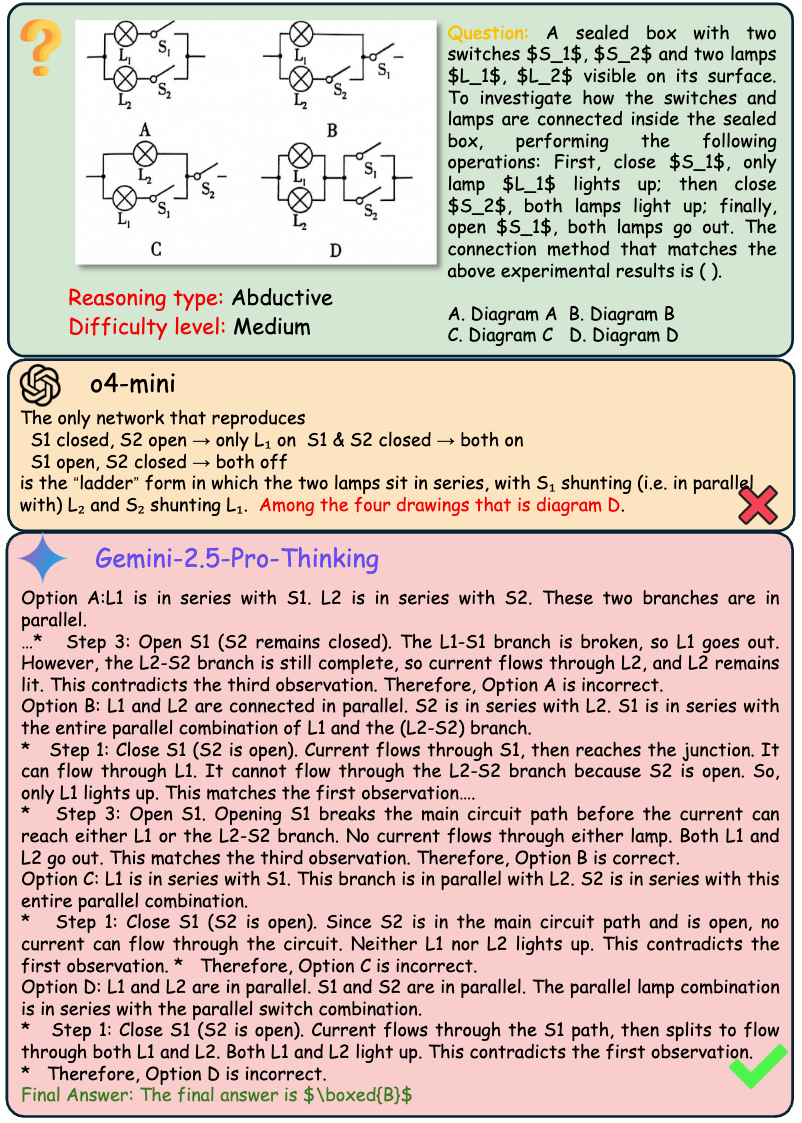 L₁ S₁
L₂ S₂
A
L₁
S₁
L₂ S₂
B
L₂
S₂
L₁ S₁
C
L₁ S₁
L₂ S₂
D
Reasoning type: Abductive
Difficulty level: Medium
Question: A sealed box with two
switches $S_1$, $S_2$ and two lamps
$L_1$, $L_2$ visible on its surface.
To investigate how the switches and
lamps are connected inside the sealed
box, performing the following
operations: First, close $S_1$, only
lamp $L_1$ lights up; then close
$S_2$, both lamps light up; finally,
open $S_1$, both lamps go out. The
connection method that matches the
above experimental results is ( ).
A. Diagram A B. Diagram B
C. Diagram C D. Diagram D
o4-mini
The only network that reproduces
S1 closed, S2 open → only L₁ on S1 & S2 closed → both on
S1 open, S2 closed → both off
is the “ladder” form in which the two lamps sit in series, with S₁ shunting (i.e. in parallel
with) L₂ and S₂ shunting L₁. Among the four drawings that is diagram D.
Gemini-2.5-Pro-Thinking
Option A:L1 is in series with S1. L2 is in series with S2. These two branches are in
parallel.
…* Step 3: Open S1 (S2 remains closed). The L1-S1 branch is broken, so L1 goes out.
However, the L2-S2 branch is still complete, so current flows through L2, and L2 remains
lit. This contradicts the third observation. Therefore, Option A is incorrect.
Option B: L1 and L2 are connected in parallel. S2 is in series with L2. S1 is in series with
the entire parallel combination of L1 and the (L2-S2) branch.
* Step 1: Close S1 (S2 is open). Current flows through S1, then reaches the junction. It
can flow through L1. It cannot flow through the L2-S2 branch because S2 is open. So,
only L1 lights up. This matches the first observation….
* Step 3: Open S1. Opening S1 breaks the main circuit path before the current can
reach either L1 or the L2-S2 branch. No current flows through either lamp. Both L1 and
L2 go out. This matches the third observation. Therefore, Option B is correct.
Option C: L1 is in series with S1. This branch is in parallel with L2. S2 is in series with this
entire parallel combination.
* Step 1: Close S1 (S2 is open). Since S2 is in the main circuit path and is open, no
current can flow through the circuit. Neither L1 nor L2 lights up. This contradicts the
first observation. * Therefore, Option C is incorrect.
Option D: L1 and L2 are in parallel. S1 and S2 are in parallel. The parallel lamp combination
is in series with the parallel switch combination.
* Step 1: Close S1 (S2 is open). Current flows through the S1 path, then splits to flow
through both L1 and L2. Both L1 and L2 light up. This contradicts the first observation.
* Therefore, Option D is incorrect.
Final Answer: The final answer is $\boxed{B}$